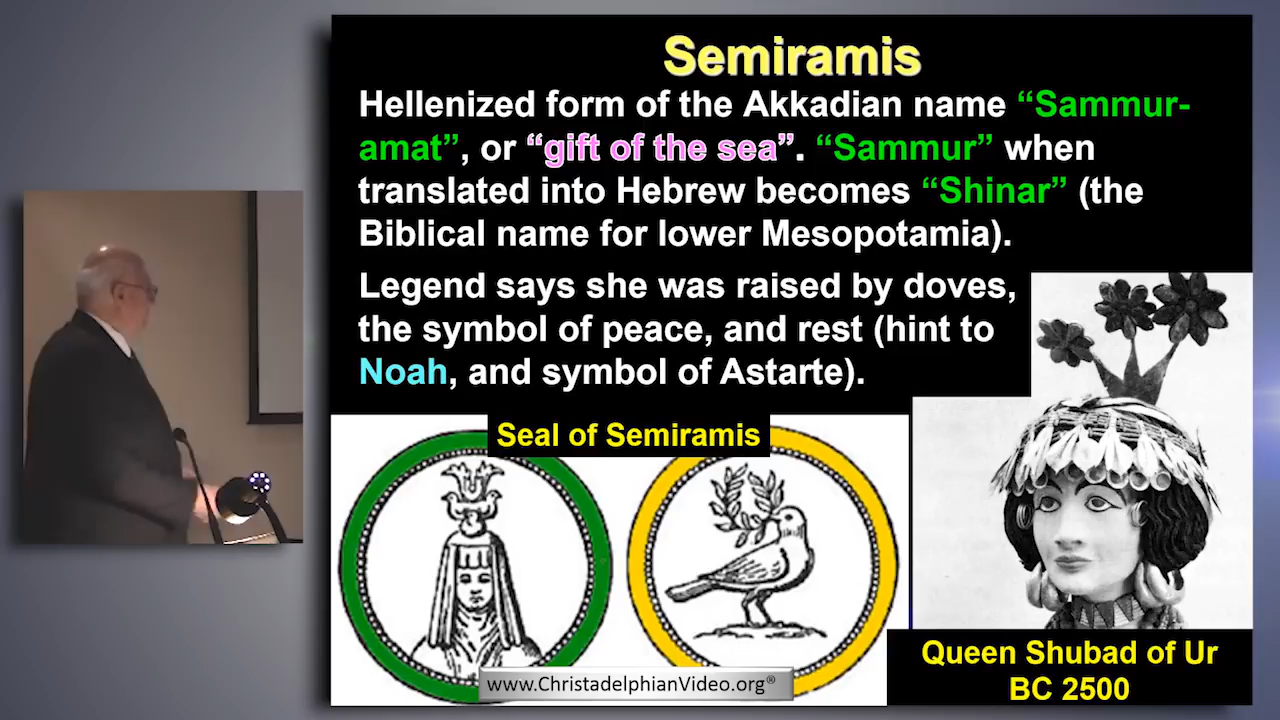 Semiramis
Hellenized form of the Akkadian name “Sammur-
amat”, or “gift of the sea”. “Sammur” when
translated into Hebrew becomes “Shinar” (the
Biblical name for lower Mesopotamia).
Legend says she was raised by doves,
the symbol of peace, and rest (hint to
Noah, and symbol of Astarte).
Seal of Semiramis
Queen Shubad of Ur
BC 2500
www.ChristadelphianVideo.org®